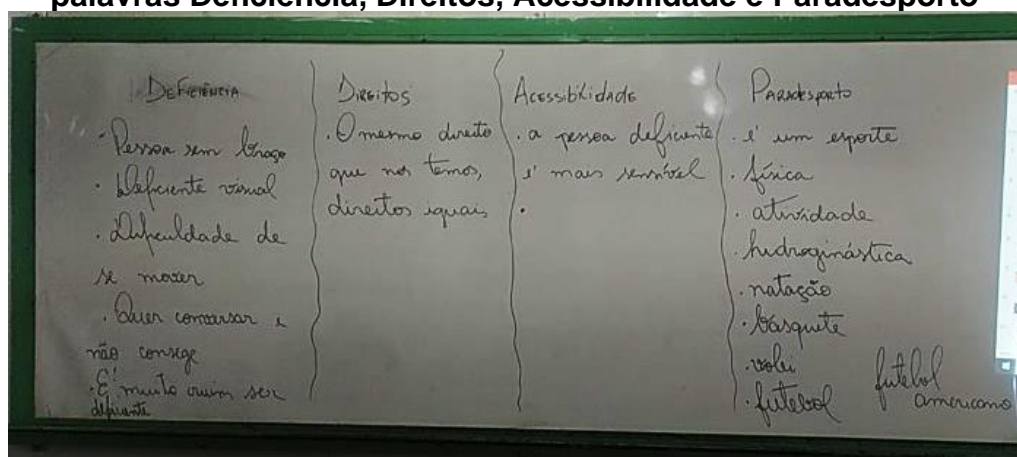 palavras Deficiência, Direitos, Acessibilidade e Paradesporto
DEFICIÊNCIA
· Pessoa sem braço
· Deficiente visual
· Dificuldade de
se mover
· Quer conversar e
não consege
· É muito ruim ser
deficiente
DIREITOS
· O mesmo direito
que nos temos,
direitos iguais
ACESSIBILIDADE
· a pessoa deficiente
é mais sensível
·
PARADESPORTO
· é um esporte
· física
· atividade
· hidroginástica
· natação
· basquete
· volei
· futebol
futebol
americano